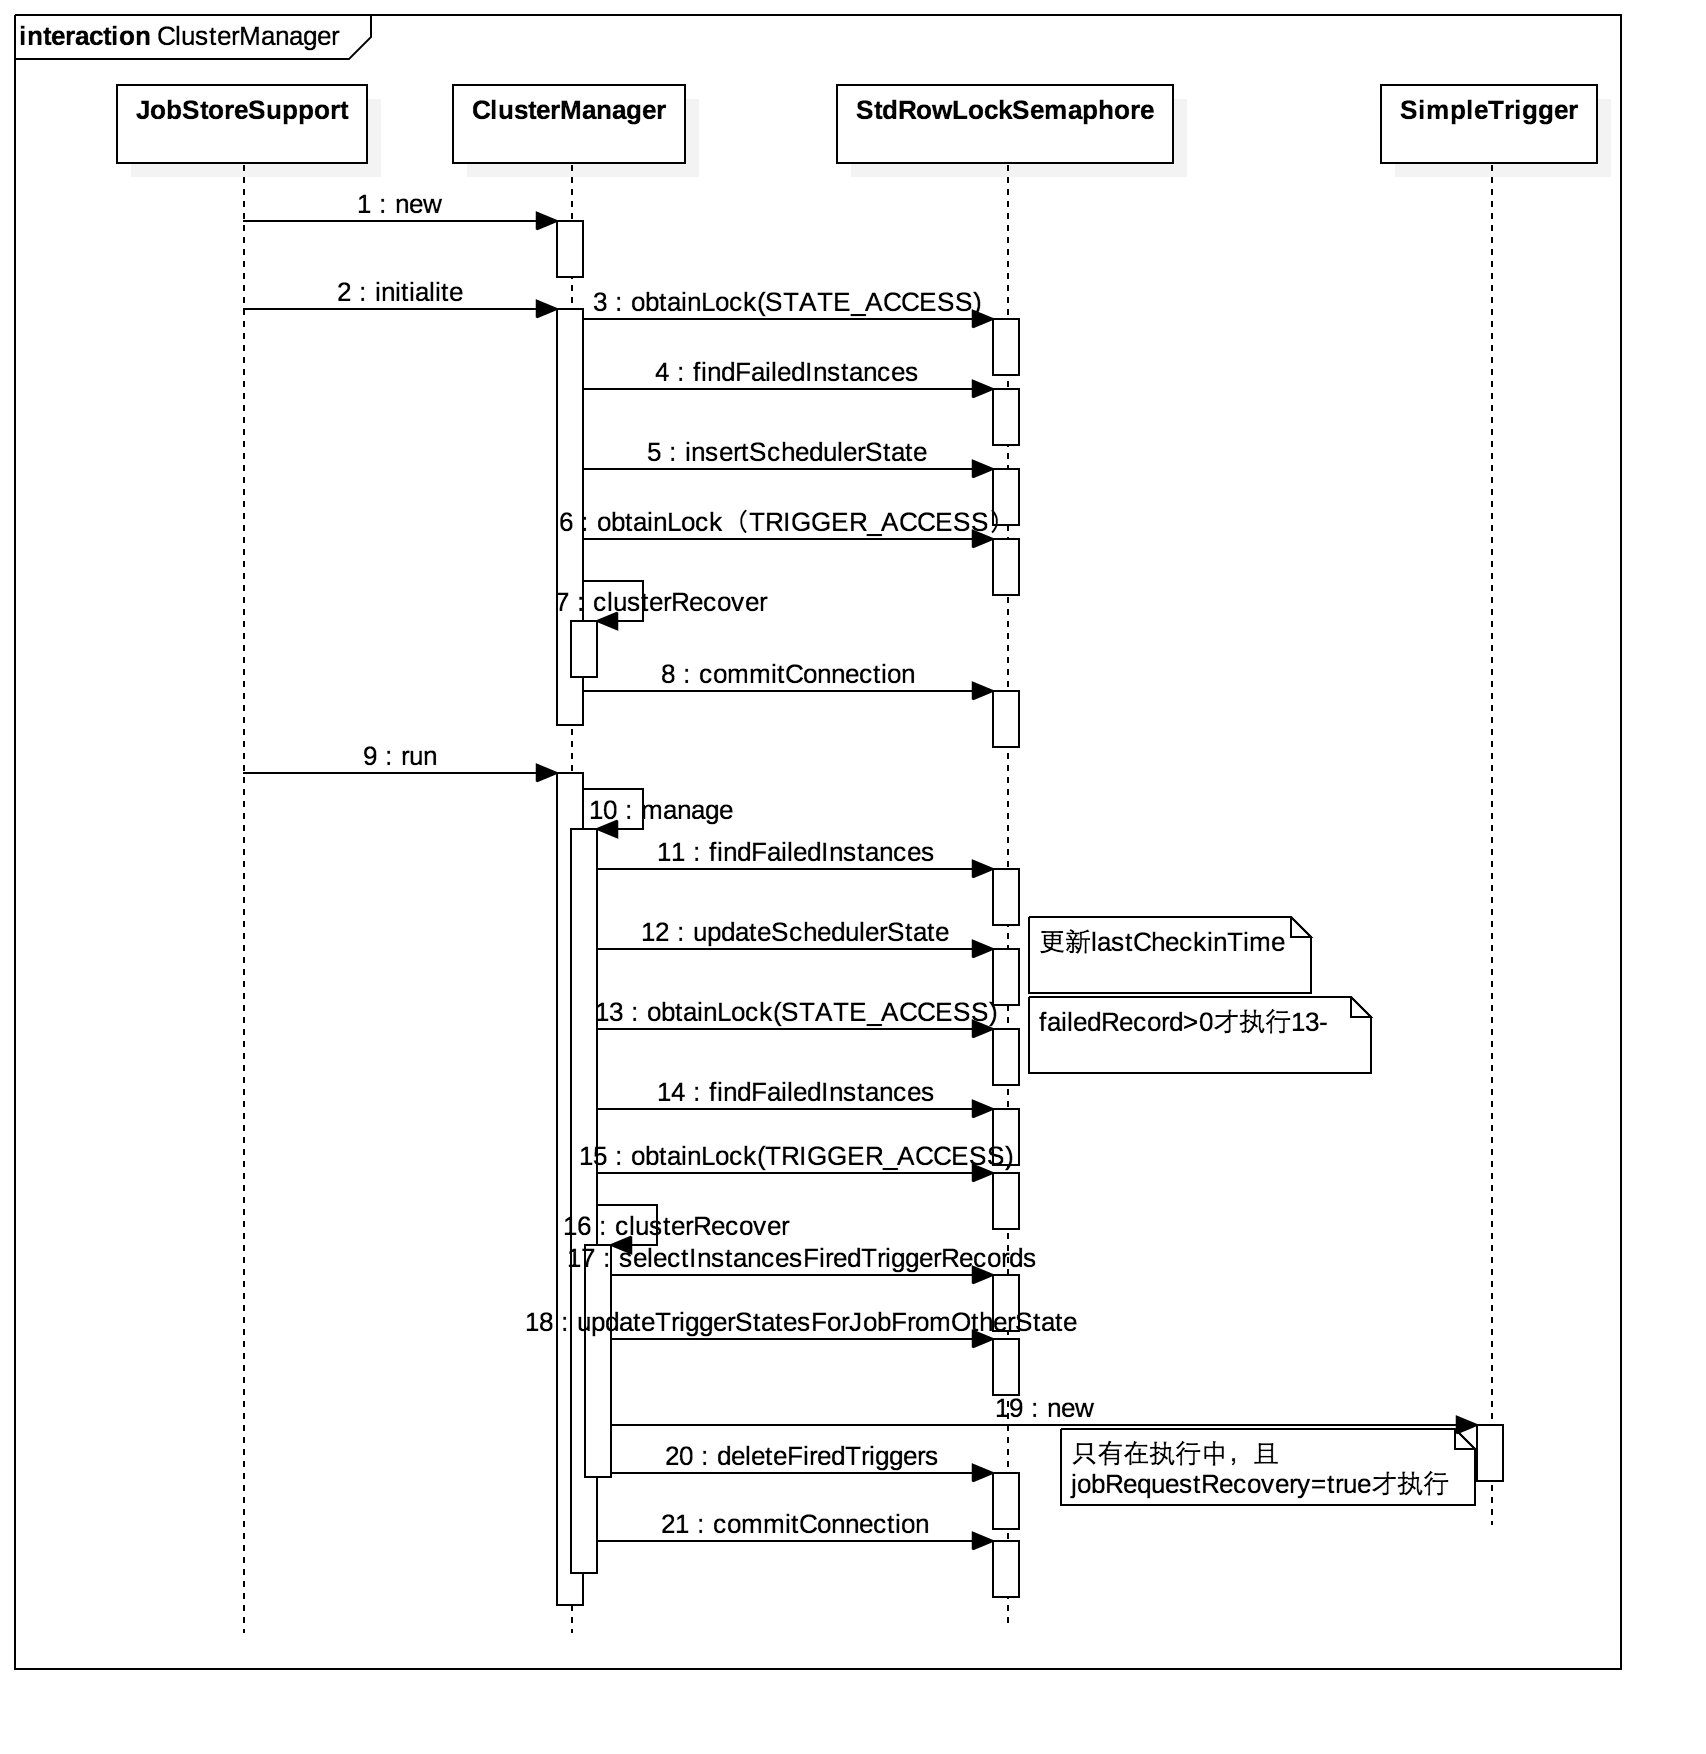 interaction ClusterManager
JobStoreSupport
ClusterManager
StdRowLockSemaphore
SimpleTrigger
1 : new
2 : initialite
3 : obtainLock(STATE_ACCESS)
4 : findFailedInstances
5 : insertSchedulerState
6 : obtainLock（TRIGGER_ACCESS）
7 : clusterRecover
8 : commitConnection
9 : run
10 : manage
11 : findFailedInstances
12 : updateSchedulerState
更新lastCheckinTime
13 : obtainLock(STATE_ACCESS)
failedRecord>0才执行13-
14 : findFailedInstances
15 : obtainLock(TRIGGER_ACCESS)
16 : clusterRecover
17 : selectInstancesFiredTriggerRecords
18 : updateTriggerStatesForJobFromOtherState
19 : new
20 : deleteFiredTriggers
只有在执行中，且
jobRequestRecovery=true才执行
21 : commitConnection